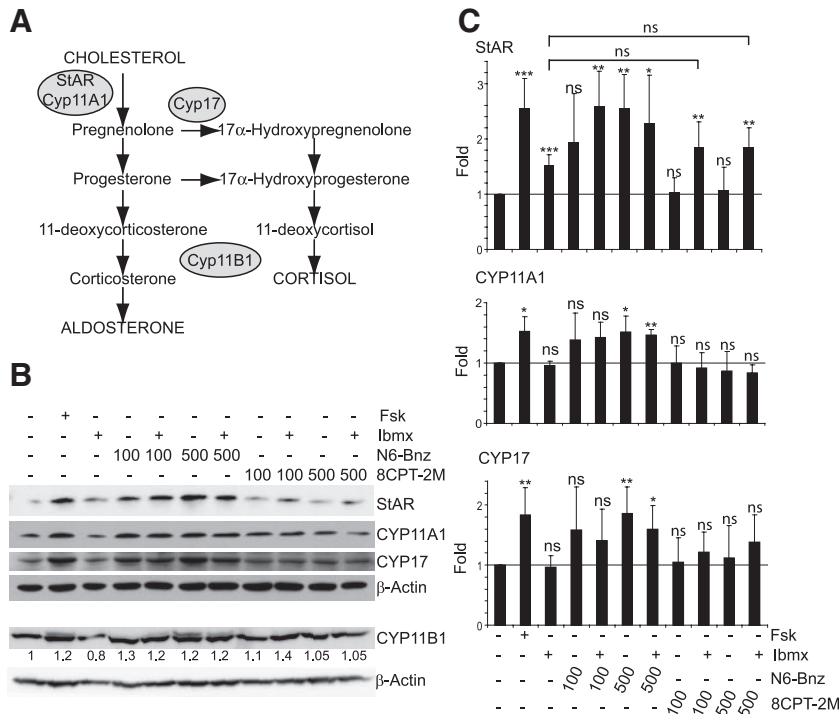 A
CHOLESTEROL
StAR
Cyp11A1
Cyp17
Pregnenolone
17α-Hydroxypregnenolone
Progesterone
17α-Hydroxyprogesterone
11-deoxycorticosterone
11-deoxycortisol
Cyp11B1
Corticosterone
CORTISOL
ALDOSTERONE
B
- + - - - - - - - - - Fsk
- - + - + - + - + - + Ibmx
- - - 100 100 500 500 - - - - N6-Bnz
- - - - - - - 100 100 500 500 8CPT-2M
StAR
CYP11A1
CYP17
β-Actin
CYP11B1
1 1.2 0.8 1.3 1.2 1.2 1.2 1.1 1.4 1.05 1.05
β-Actin
C
ns
StAR
ns
*** *** ns ** ** * ns ** ns **
3
2
1
0
Fold
CYP11A1
* ns ns ns * ** ns ns ns ns
2
1
0
Fold
CYP17
** ns ns ns ** * ns ns ns ns
2
1
0
Fold
- + - - - - - - - - - Fsk
- - + - + - + - + - + Ibmx
- - - 100 100 500 500 - - - - N6-Bnz
- - - - - - - 100 100 500 500 8CPT-2M